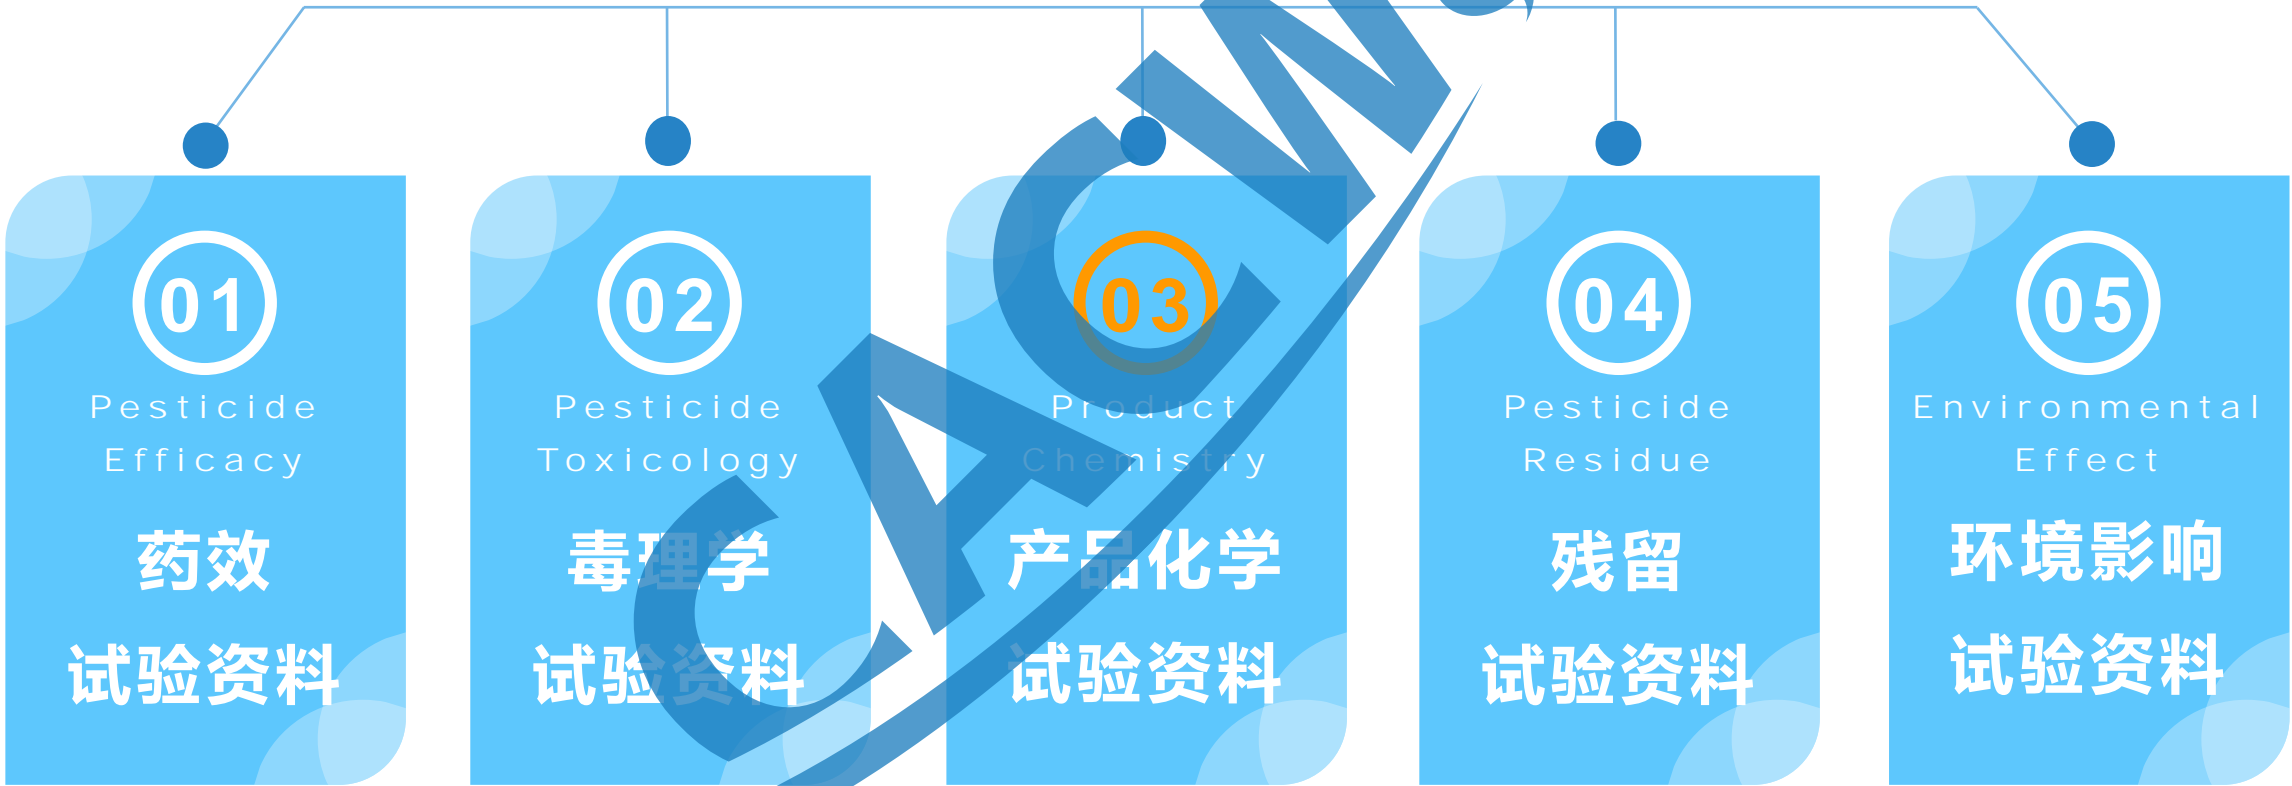 01
Pesticide
Efficacy
药效
试验资料
02
Pesticide
Toxicology
毒理学
试验资料
03
Product
Chemistry
产品化学
试验资料
04
Pesticide
Residue
残留
试验资料
05
Environmental
Effect
环境影响
试验资料
CACW